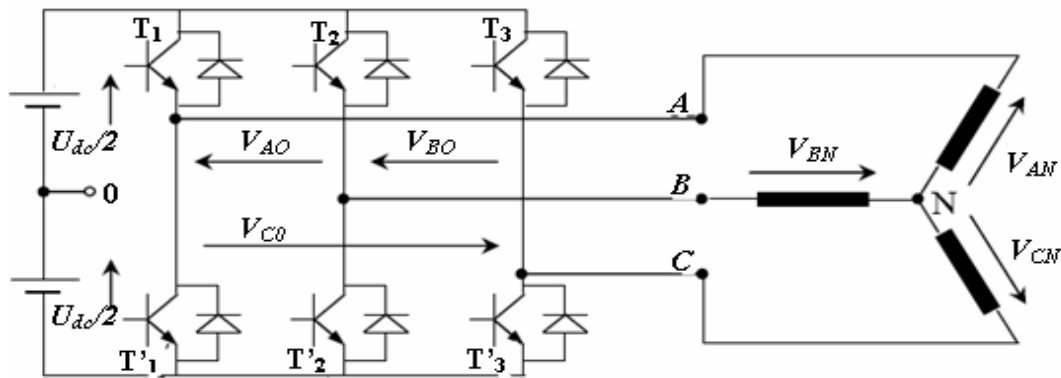 T1
T2
T3
Udc/2
VAO
VBO
0
VC0
Udc/2
T'1
T'2
T'3
A
B
C
VBN
VAN
N
VCN